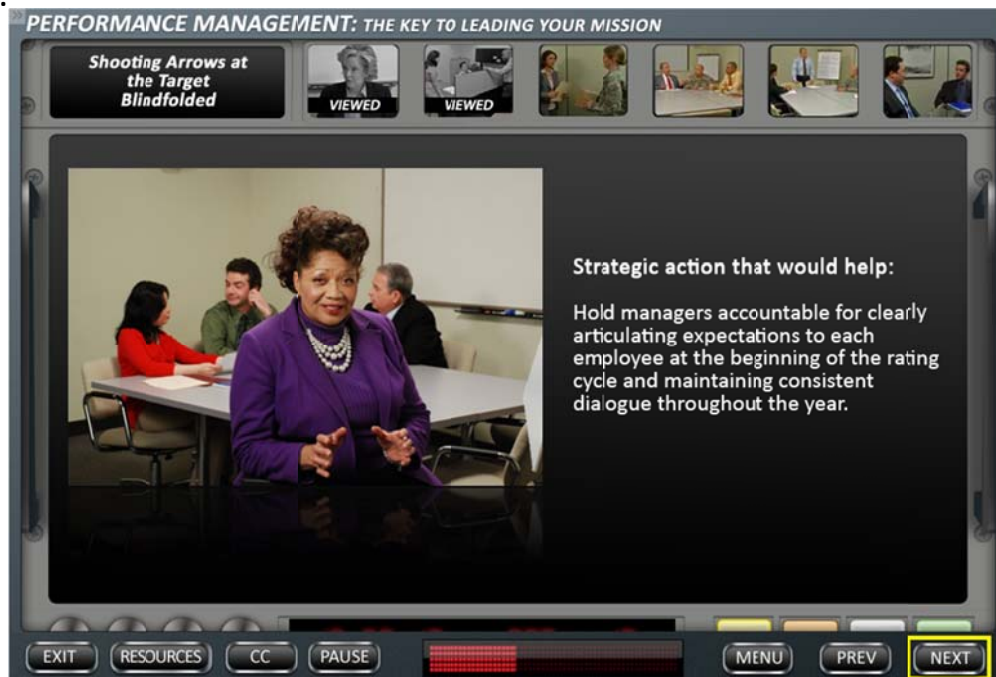 PERFORMANCE MANAGEMENT: THE KEY TO LEADING YOUR MISSION
Shooting Arrows at
the Target
Blindfolded
VIEWED
VIEWED
Strategic action that would help:
Hold managers accountable for clearly
articulating expectations to each
employee at the beginning of the rating
cycle and maintaining consistent
dialogue throughout the year.
EXIT
RESOURCES
CC
PAUSE
MENU
PREV
NEXT